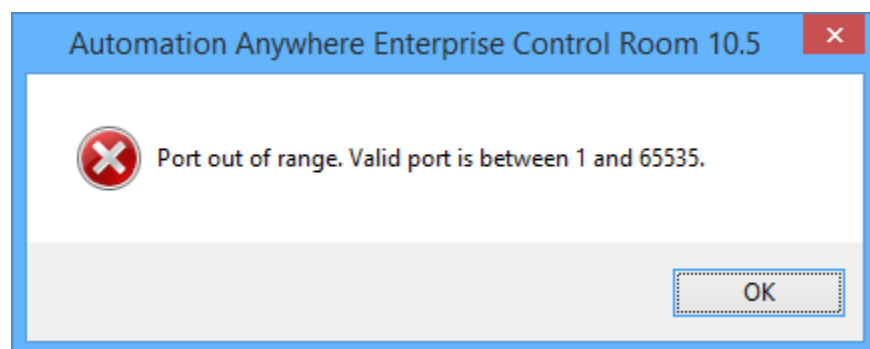 Automation Anywhere Enterprise Control Room 10.5
Port out of range. Valid port is between 1 and 65535.
OK